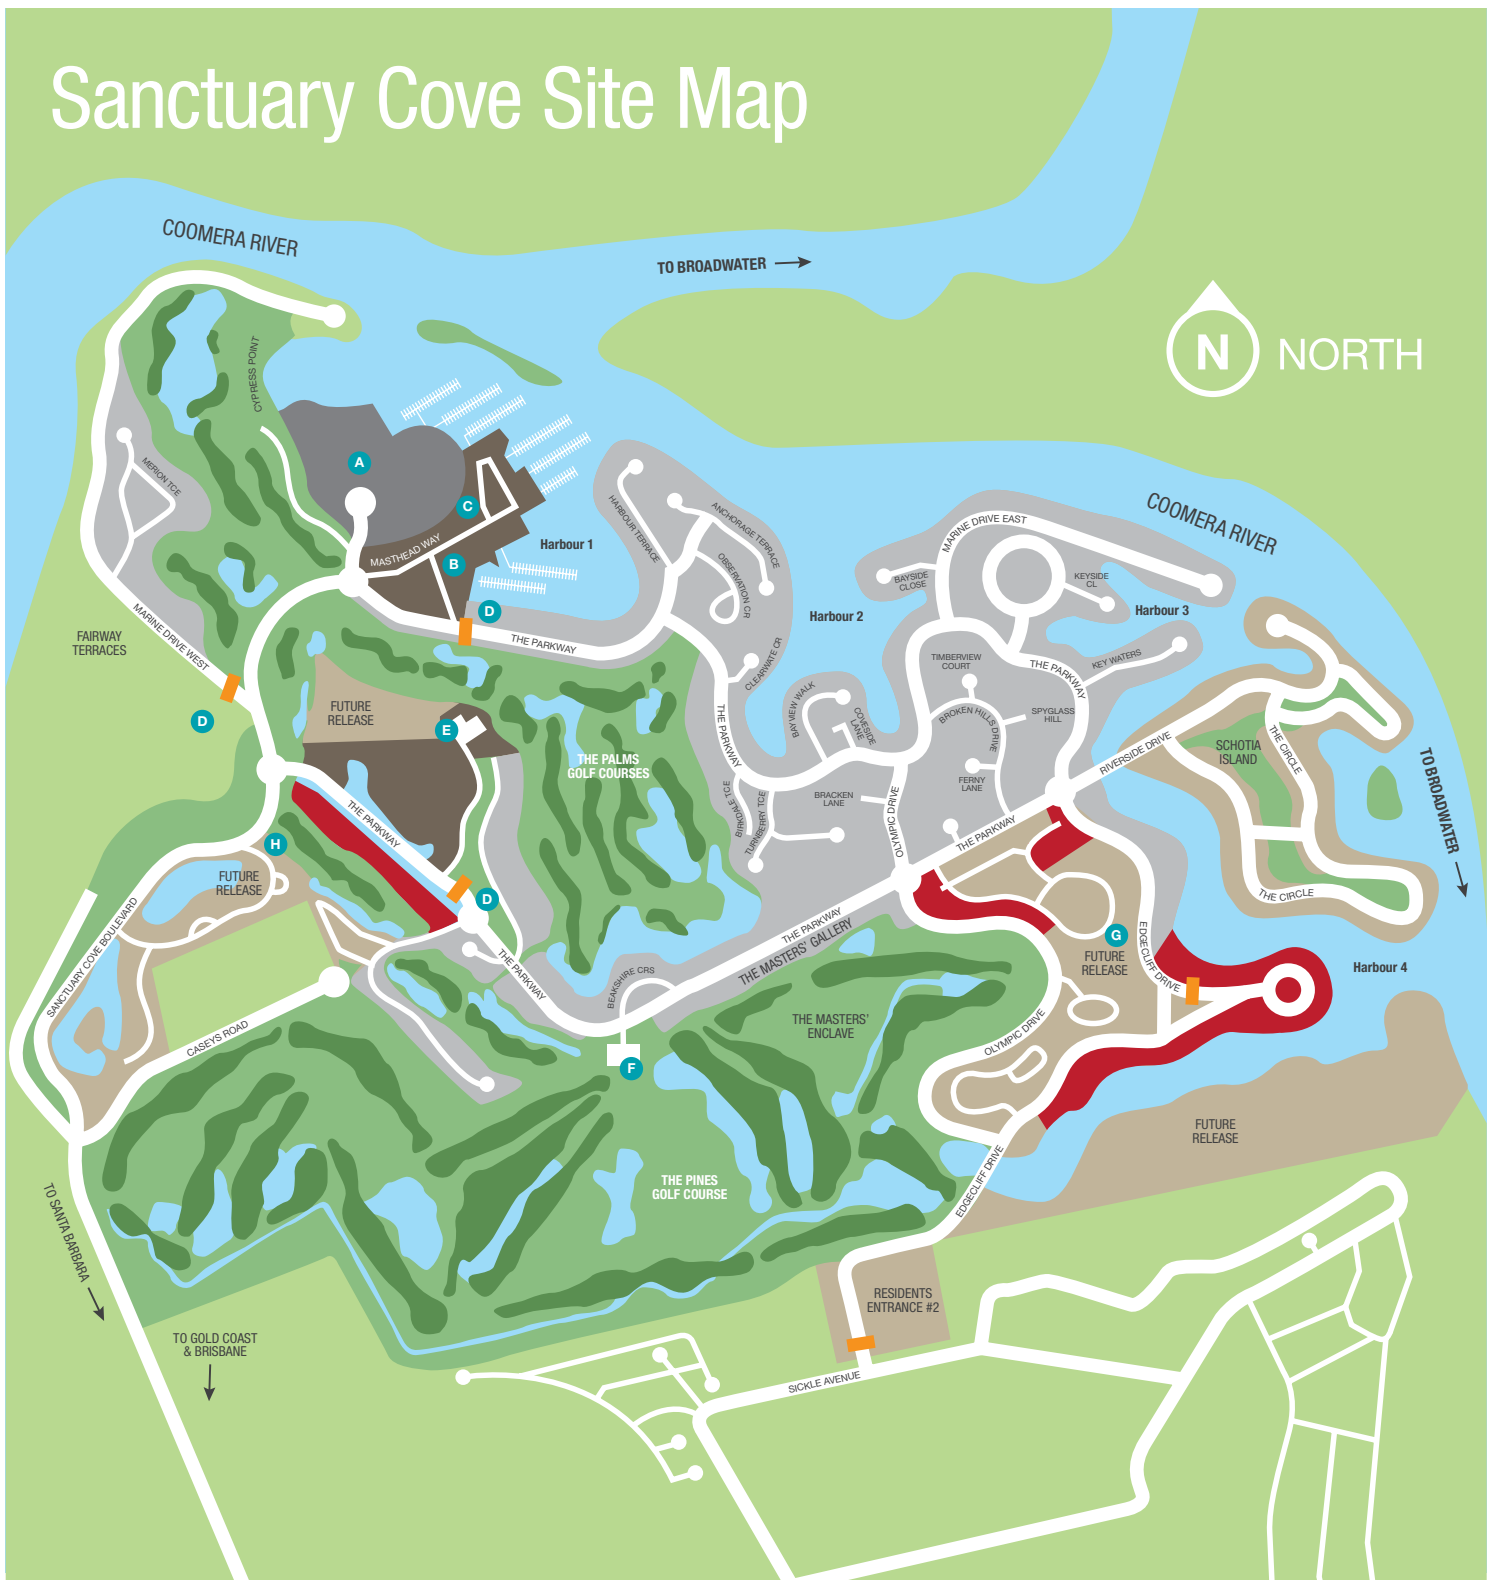 Sanctuary Cove Site Map
COOMERA RIVER
TO BROADWATER
N
NORTH
CYPRESS POINT
A
MERION TCE
C
MASTHEAD WAY
B
Harbour 1
D
HARBOUR TERRACE
ANCHORAGE TERRACE
OBSERVATION CR
COOMERA RIVER
MARINE DRIVE EAST
BAYSIDE
CLOSE
KEYSIDE
CL
Harbour 2
Harbour 3
FAIRWAY
TERRACES
MARINE DRIVE WEST
THE PARKWAY
CLEARWATE CR
TIMBERVIEW
COURT
THE PARKWAY
KEY WATERS
D
FUTURE
RELEASE
E
THE PARKWAY
BAYVIEW WALK
COVESIDE
LANE
BROKEN HILLS DRIVE
SPYGLASS
HILL
RIVERSIDE DRIVE
SCHOTIA
ISLAND
THE CIRCLE
TO BROADWATER
THE PALMS
GOLF COURSES
FERNY
LANE
BRACKEN
LANE
BIRKDALE TCE
TURNBERRY TCE
OLYMPIC DRIVE
THE PARKWAY
THE PARKWAY
H
FUTURE
RELEASE
D
THE CIRCLE
SANCTUARY COVE BOULEVARD
THE PARKWAY
THE PARKWAY
THE MASTERS' GALLERY
BEAKSHIRE CRS
G
FUTURE
RELEASE
EDGECLIFF DRIVE
Harbour 4
CASEYS ROAD
THE MASTERS'
ENCLAVE
OLYMPIC DRIVE
F
FUTURE
RELEASE
THE PINES
GOLF COURSE
EDGECLIFF DRIVE
TO SANTA BARBARA
RESIDENTS
ENTRANCE #2
TO GOLD COAST
& BRISBANE
SICKLE AVENUE